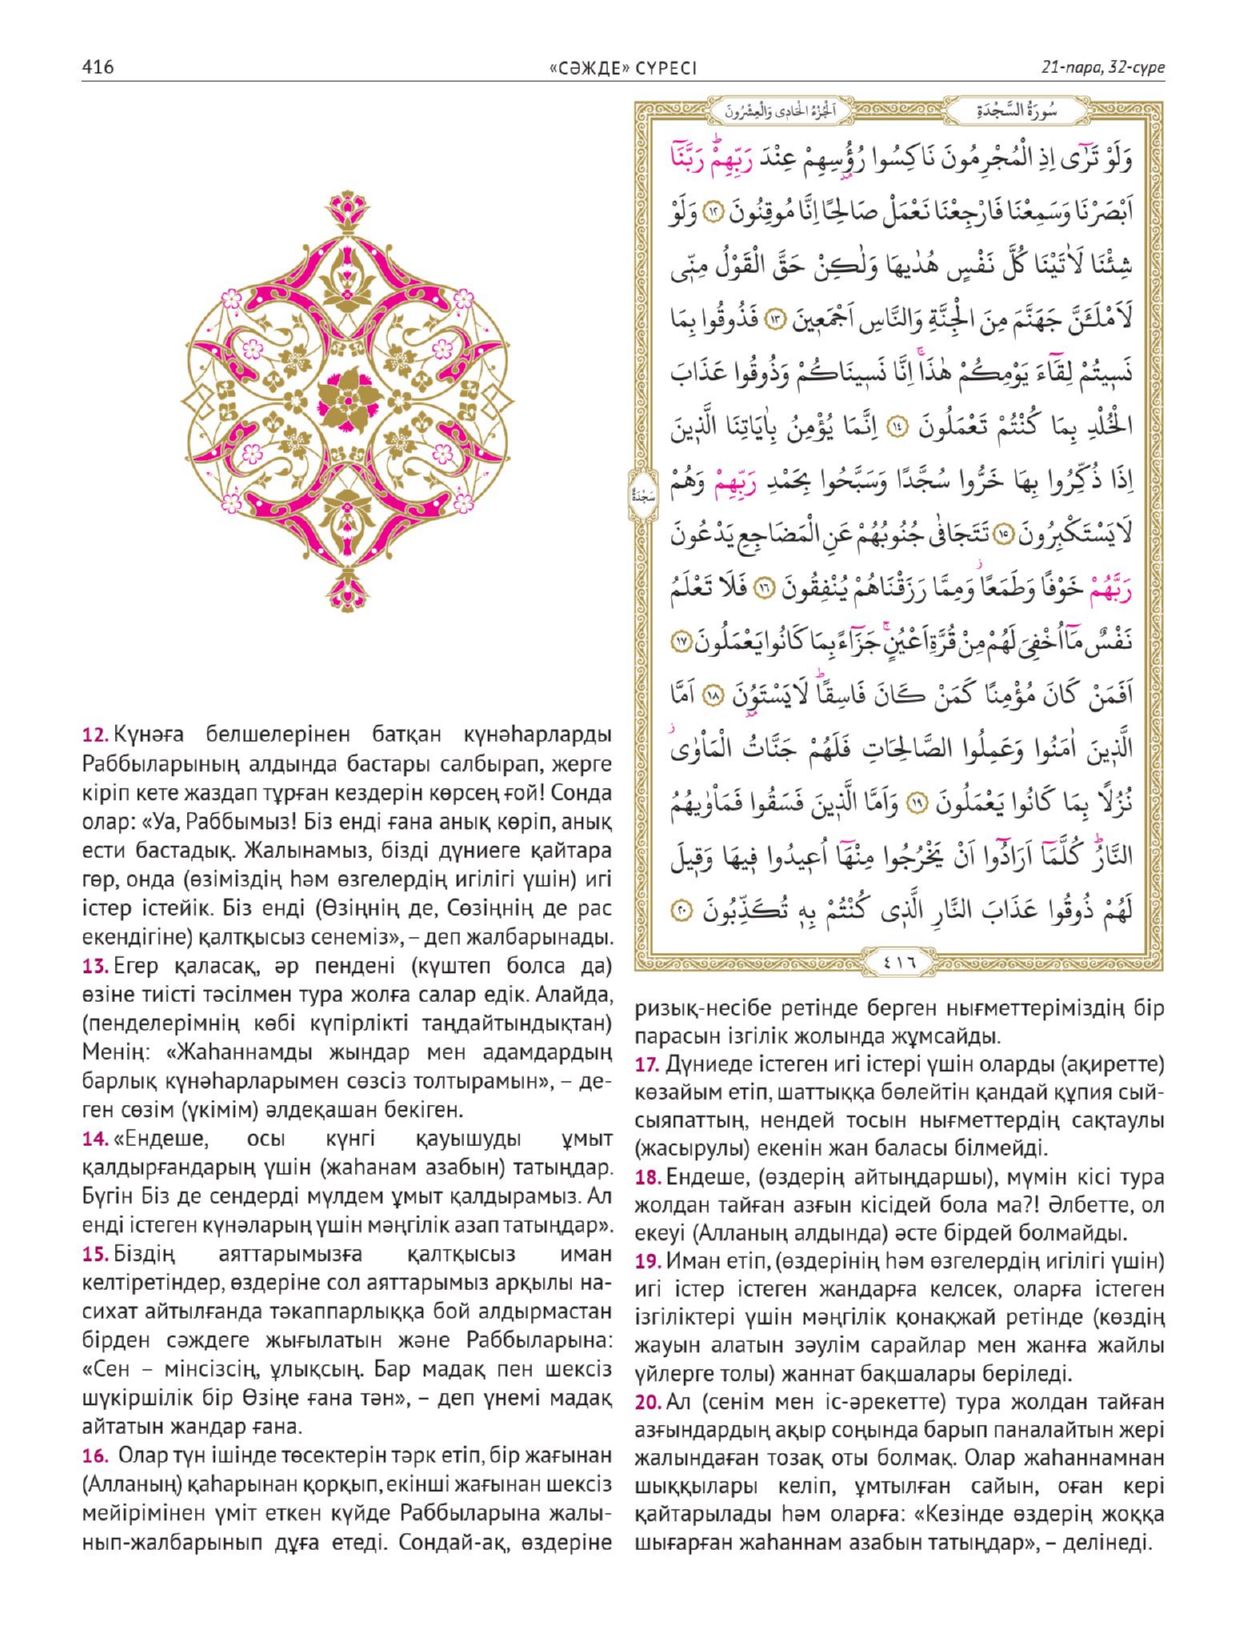 416
«СӘЖДЕ» СҮРЕСІ
21-пара, 32-сүре
اَلْجُزْءُ الْحَادِى وَالْعِشْرُونَ
سُورَةُ السَّجْدَةِ
وَلَوْ تَرٰٓى اِذِ الْمُجْرِمُونَ نَاكِسُوا رُؤُ۫سِهِمْ عِنْدَ رَبِّهِمْۜ رَبَّنَٓا
اَبْصَرْنَا وَسَمِعْنَا فَارْجِعْنَا نَعْمَلْ صَالِحًا اِنَّا مُوقِنُونَ ﴿١٢﴾ وَلَوْ
شِئْنَا لَاٰتَيْنَا كُلَّ نَفْسٍ هُدٰيهَا وَلٰكِنْ حَقَّ الْقَوْلُ مِنّ۪ى
لَاَمْلَـَٔنَّ جَهَنَّمَ مِنَ الْجِنَّةِ وَالنَّاسِ اَجْمَع۪ينَ ﴿١٣﴾ فَذُوقُوا بِمَا
نَس۪يتُمْ لِقَٓاءَ يَوْمِكُمْ هٰذَاۚ اِنَّا نَس۪ينَاكُمْ وَذُوقُوا عَذَابَ
الْخُلْدِ بِمَا كُنْتُمْ تَعْمَلُونَ ﴿١٤﴾ اِنَّمَا يُؤْمِنُ بِاٰيَاتِنَا الَّذ۪ينَ
اِذَا ذُكِّرُوا بِهَا خَرُّوا سُجَّدًا وَسَبَّحُوا بِحَمْدِ رَبِّهِمْ وَهُمْ
سَجْدَةٌ
لَا يَسْتَكْبِرُونَ ﴿١٥﴾ تَتَجَافٰى جُنُوبُهُمْ عَنِ الْمَضَاجِعِ يَدْعُونَ
رَبَّهُمْ خَوْفًا وَطَمَعًاۘ وَمِمَّا رَزَقْنَاهُمْ يُنْفِقُونَ ﴿١٦﴾ فَلَا تَعْلَمُ
نَفْسٌ مَٓا اُخْفِىَ لَهُمْ مِنْ قُرَّةِ اَعْيُنٍۚ جَزَٓاءً بِمَا كَانُوا يَعْمَلُونَ ﴿١٧﴾
اَفَمَنْ كَانَ مُؤْمِنًا كَمَنْ كَانَ فَاسِقًاۜ لَا يَسْتَوُ۫نَ ﴿١٨﴾ اَمَّا
الَّذ۪ينَ اٰمَنُوا وَعَمِلُوا الصَّالِحَاتِ فَلَهُمْ جَنَّاتُ الْمَأْوٰىۘ
نُزُلًا بِمَا كَانُوا يَعْمَلُونَ ﴿١٩﴾ وَاَمَّا الَّذ۪ينَ فَسَقُوا فَمَأْوٰيهُمُ
النَّارُۜ كُلَّمَٓا اَرَادُٓوا اَنْ يَخْرُجُوا مِنْهَٓا اُع۪يدُوا ف۪يهَا وَق۪يلَ
لَهُمْ ذُوقُوا عَذَابَ النَّارِ الَّذ۪ى كُنْتُمْ بِه۪ تُكَذِّبُونَ ﴿٢٠﴾
٤١٦
12. Күнәға белшелерінен батқан күнәһарларды
Раббыларының алдында бастары салбырап, жерге
кіріп кете жаздап тұрған кездерін көрсең ғой! Сонда
олар: «Уа, Раббымыз! Біз енді ғана анық көріп, анық
ести бастадық. Жалынамыз, бізді дүниеге қайтара
гөр, онда (өзіміздің һәм өзгелердің игілігі үшін) игі
істер істейік. Біз енді (Өзіңнің де, Сөзіңнің де рас
екендігіне) қалтқысыз сенеміз», – деп жалбарынады.
13. Егер қаласақ, әр пендені (күштеп болса да)
өзіне тиісті тәсілмен тура жолға салар едік. Алайда,
(пенделерімнің көбі күпірлікті таңдайтындықтан)
Менің: «Жаһаннамды жындар мен адамдардың
барлық күнәһарларымен сөзсіз толтырамын», – де-
ген сөзім (үкімім) әлдеқашан бекіген.
14. «Ендеше, осы күнгі қауышуды ұмыт
қалдырғандарың үшін (жаһанам азабын) татыңдар.
Бүгін Біз де сендерді мүлдем ұмыт қалдырамыз. Ал
енді істеген күнәларың үшін мәңгілік азап татыңдар».
15. Біздің аяттарымызға қалтқысыз иман
келтіретіндер, өздеріне сол аяттарымыз арқылы на-
сихат айтылғанда тәкаппарлыққа бой алдырмастан
бірден сәждеге жығылатын және Раббыларына:
«Сен – мінсізсің, ұлықсың. Бар мадақ пен шексіз
шүкіршілік бір Өзіңе ғана тән», – деп үнемі мадақ
айтатын жандар ғана.
16. Олар түн ішінде төсектерін тәрк етіп, бір жағынан
(Алланың) қаһарынан қорқып, екінші жағынан шексіз
мейірімінен үміт еткен күйде Раббыларына жалы-
нып-жалбарынып дұға етеді. Сондай-ақ, өздеріне
ризық-несібе ретінде берген нығметтеріміздің бір
парасын ізгілік жолында жұмсайды.
17. Дүниеде істеген игі істері үшін оларды (ақиретте)
көзайым етіп, шаттыққа бөлейтін қандай құпия сый-
сыяпаттың, нендей тосын нығметтердің сақтаулы
(жасырулы) екенін жан баласы білмейді.
18. Ендеше, (өздерің айтыңдаршы), мүмін кісі тура
жолдан тайған азғын кісідей бола ма?! Әлбетте, ол
екеуі (Алланың алдында) әсте бірдей болмайды.
19. Иман етіп, (өздерінің һәм өзгелердің игілігі үшін)
игі істер істеген жандарға келсек, оларға істеген
ізгіліктері үшін мәңгілік қонақжай ретінде (көздің
жауын алатын зәулім сарайлар мен жанға жайлы
үйлерге толы) жаннат бақшалары беріледі.
20. Ал (сенім мен іс-әрекетте) тура жолдан тайған
азғындардың ақыр соңында барып паналайтын жері
жалындаған тозақ оты болмақ. Олар жаһаннамнан
шыққылары келіп, ұмтылған сайын, оған кері
қайтарылады һәм оларға: «Кезінде өздерің жоққа
шығарған жаһаннам азабын татыңдар», – делінеді.